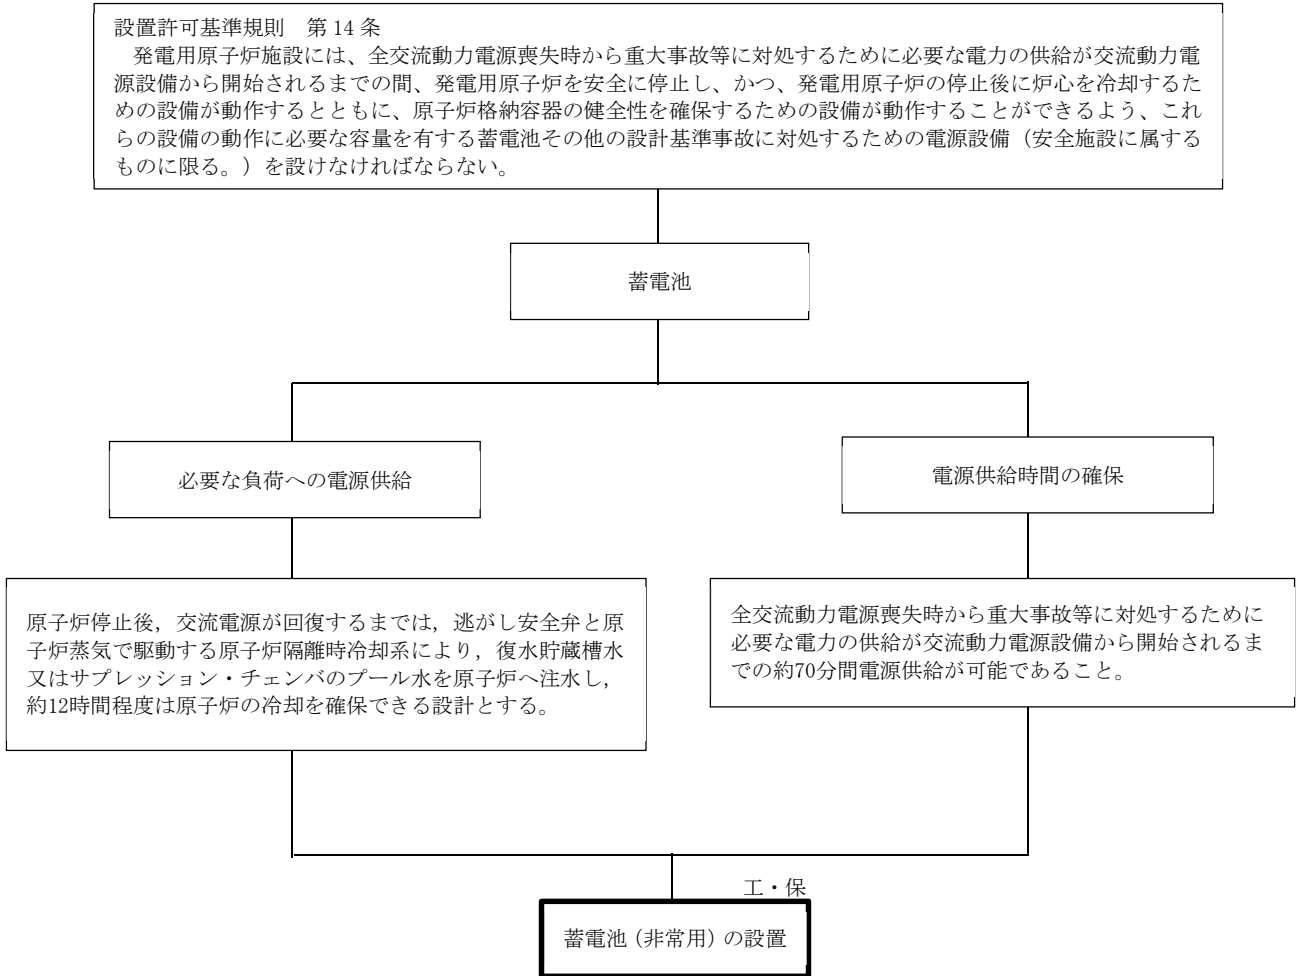 設置許可基準規則　第14条
発電用原子炉施設には、全交流動力電源喪失時から重大事故等に対処するために必要な電力の供給が交流動力電
源設備から開始されるまでの間、発電用原子炉を安全に停止し、かつ、発電用原子炉の停止後に炉心を冷却するた
めの設備が動作するとともに、原子炉格納容器の健全性を確保するための設備が動作することができるよう、これ
らの設備の動作に必要な容量を有する蓄電池その他の設計基準事故に対処するための電源設備（安全施設に属する
ものに限る。）を設けなければならない。
蓄電池
必要な負荷への電源供給
電源供給時間の確保
原子炉停止後，交流電源が回復するまでは，逃がし安全弁と原
子炉蒸気で駆動する原子炉隔離時冷却系により，復水貯蔵槽水
又はサプレッション・チェンバのプール水を原子炉へ注水し，
約12時間程度は原子炉の冷却を確保できる設計とする。
全交流動力電源喪失時から重大事故等に対処するために
必要な電力の供給が交流動力電源設備から開始されるま
での約70分間電源供給が可能であること。
工・保
蓄電池（非常用）の設置